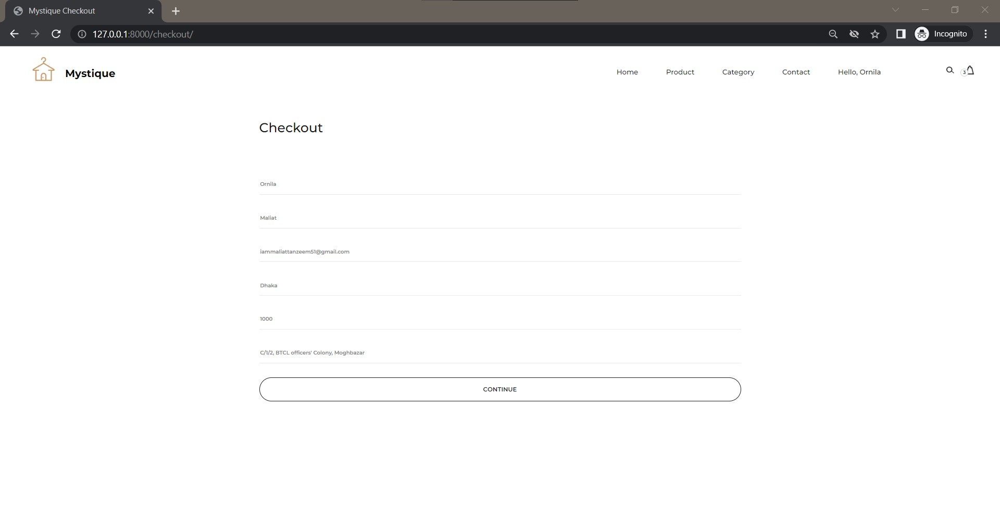 Mystique Checkout
127.0.0.1:8000/checkout/
Incognito
Mystique
Home Product Category Contact Hello, Ornila
3
Checkout
Ornila
Maliat
iammaliattanzeem51@gmail.com
Dhaka
1000
C/1/2, BTCL officers' Colony, Moghbazar
CONTINUE